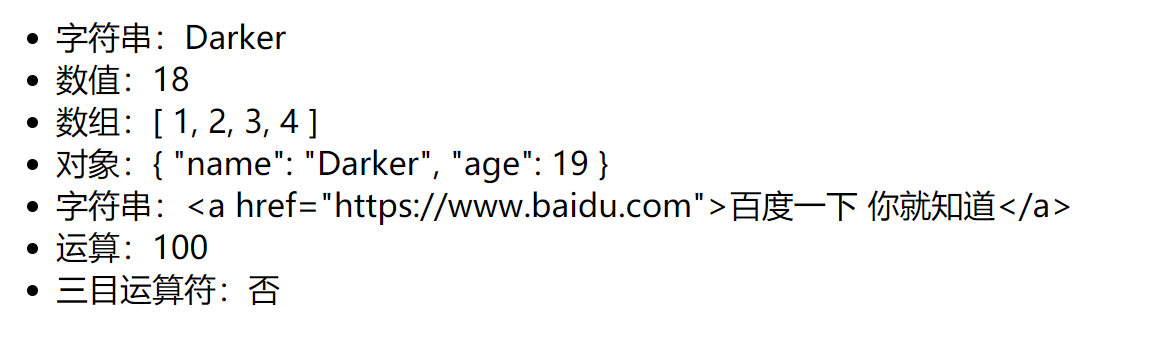 字符串：Darker
数值：18
数组：[ 1, 2, 3, 4 ]
对象：{ "name": "Darker", "age": 19 }
字符串：<a href="https://www.baidu.com">百度一下 你就知道</a>
运算：100
三目运算符：否